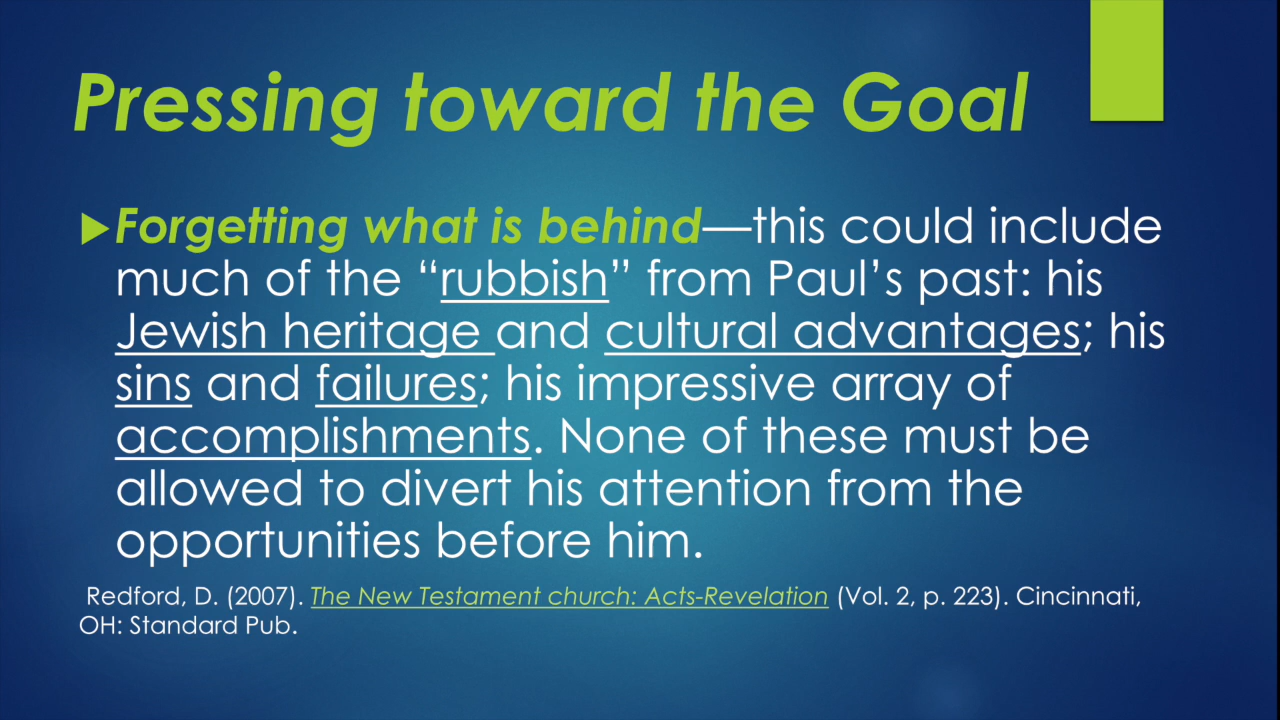 Pressing toward the Goal
Forgetting what is behind—this could include
much of the “rubbish” from Paul’s past: his
Jewish heritage and cultural advantages; his
sins and failures; his impressive array of
accomplishments. None of these must be
allowed to divert his attention from the
opportunities before him.
Redford, D. (2007). The New Testament church: Acts-Revelation (Vol. 2, p. 223). Cincinnati,
OH: Standard Pub.